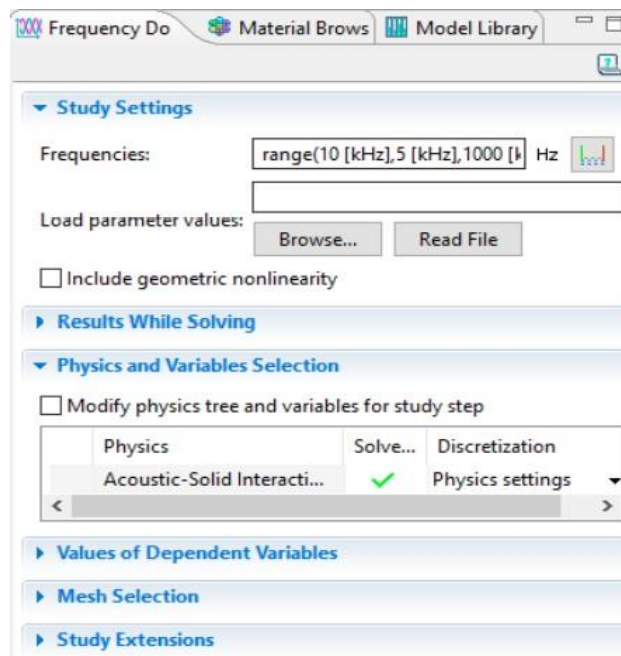 Frequency Do Material Brows Model Library
Study Settings
Frequencies: range(10 [kHz],5 [kHz],1000 [k Hz
Load parameter values:
Browse... Read File
Include geometric nonlinearity
Results While Solving
Physics and Variables Selection
Modify physics tree and variables for study step
Physics Solve... Discretization
Acoustic-Solid Interacti... Physics settings
Values of Dependent Variables
Mesh Selection
Study Extensions